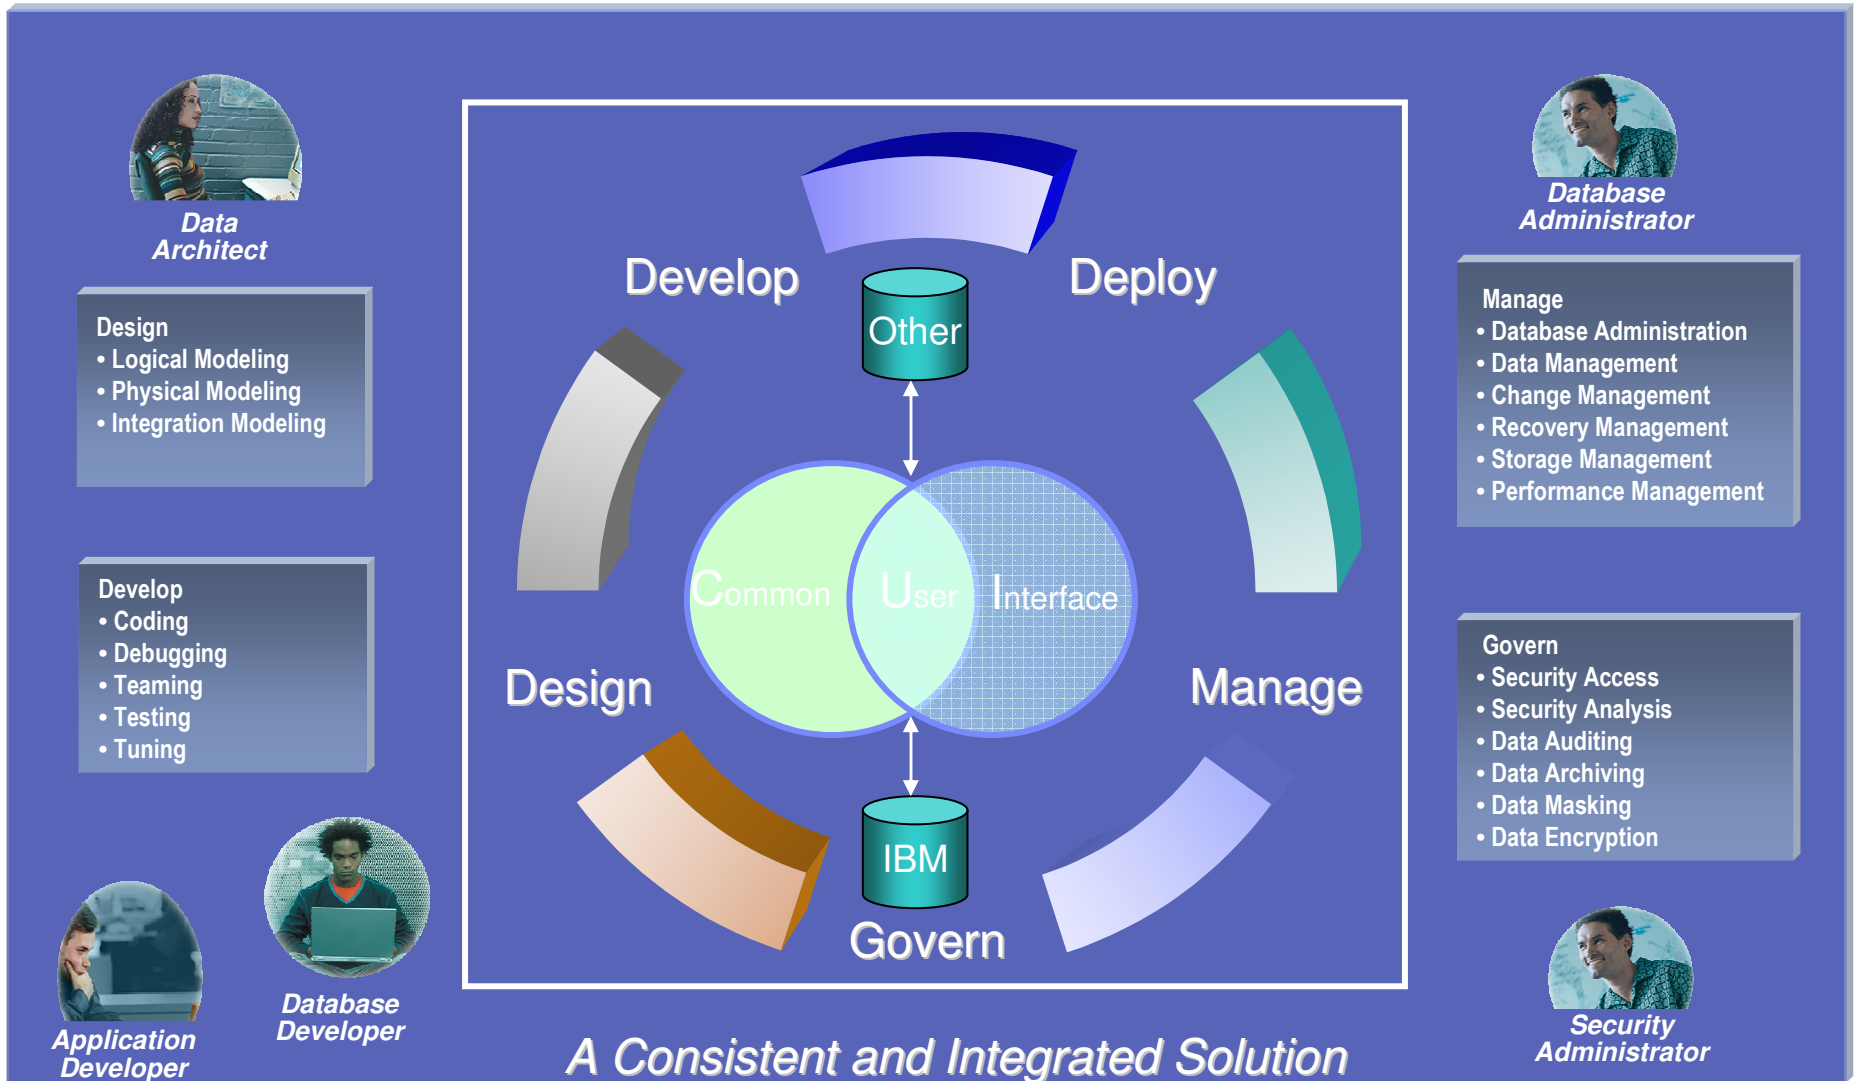 Data
Architect
Design
• Logical Modeling
• Physical Modeling
• Integration Modeling
Develop
• Coding
• Debugging
• Teaming
• Testing
• Tuning
Database
Developer
Application
Developer
Develop
Deploy
Other
Common User Interface
Design
Manage
IBM
Govern
A Consistent and Integrated Solution
Database
Administrator
Manage
• Database Administration
• Data Management
• Change Management
• Recovery Management
• Storage Management
• Performance Management
Govern
• Security Access
• Security Analysis
• Data Auditing
• Data Archiving
• Data Masking
• Data Encryption
Security
Administrator